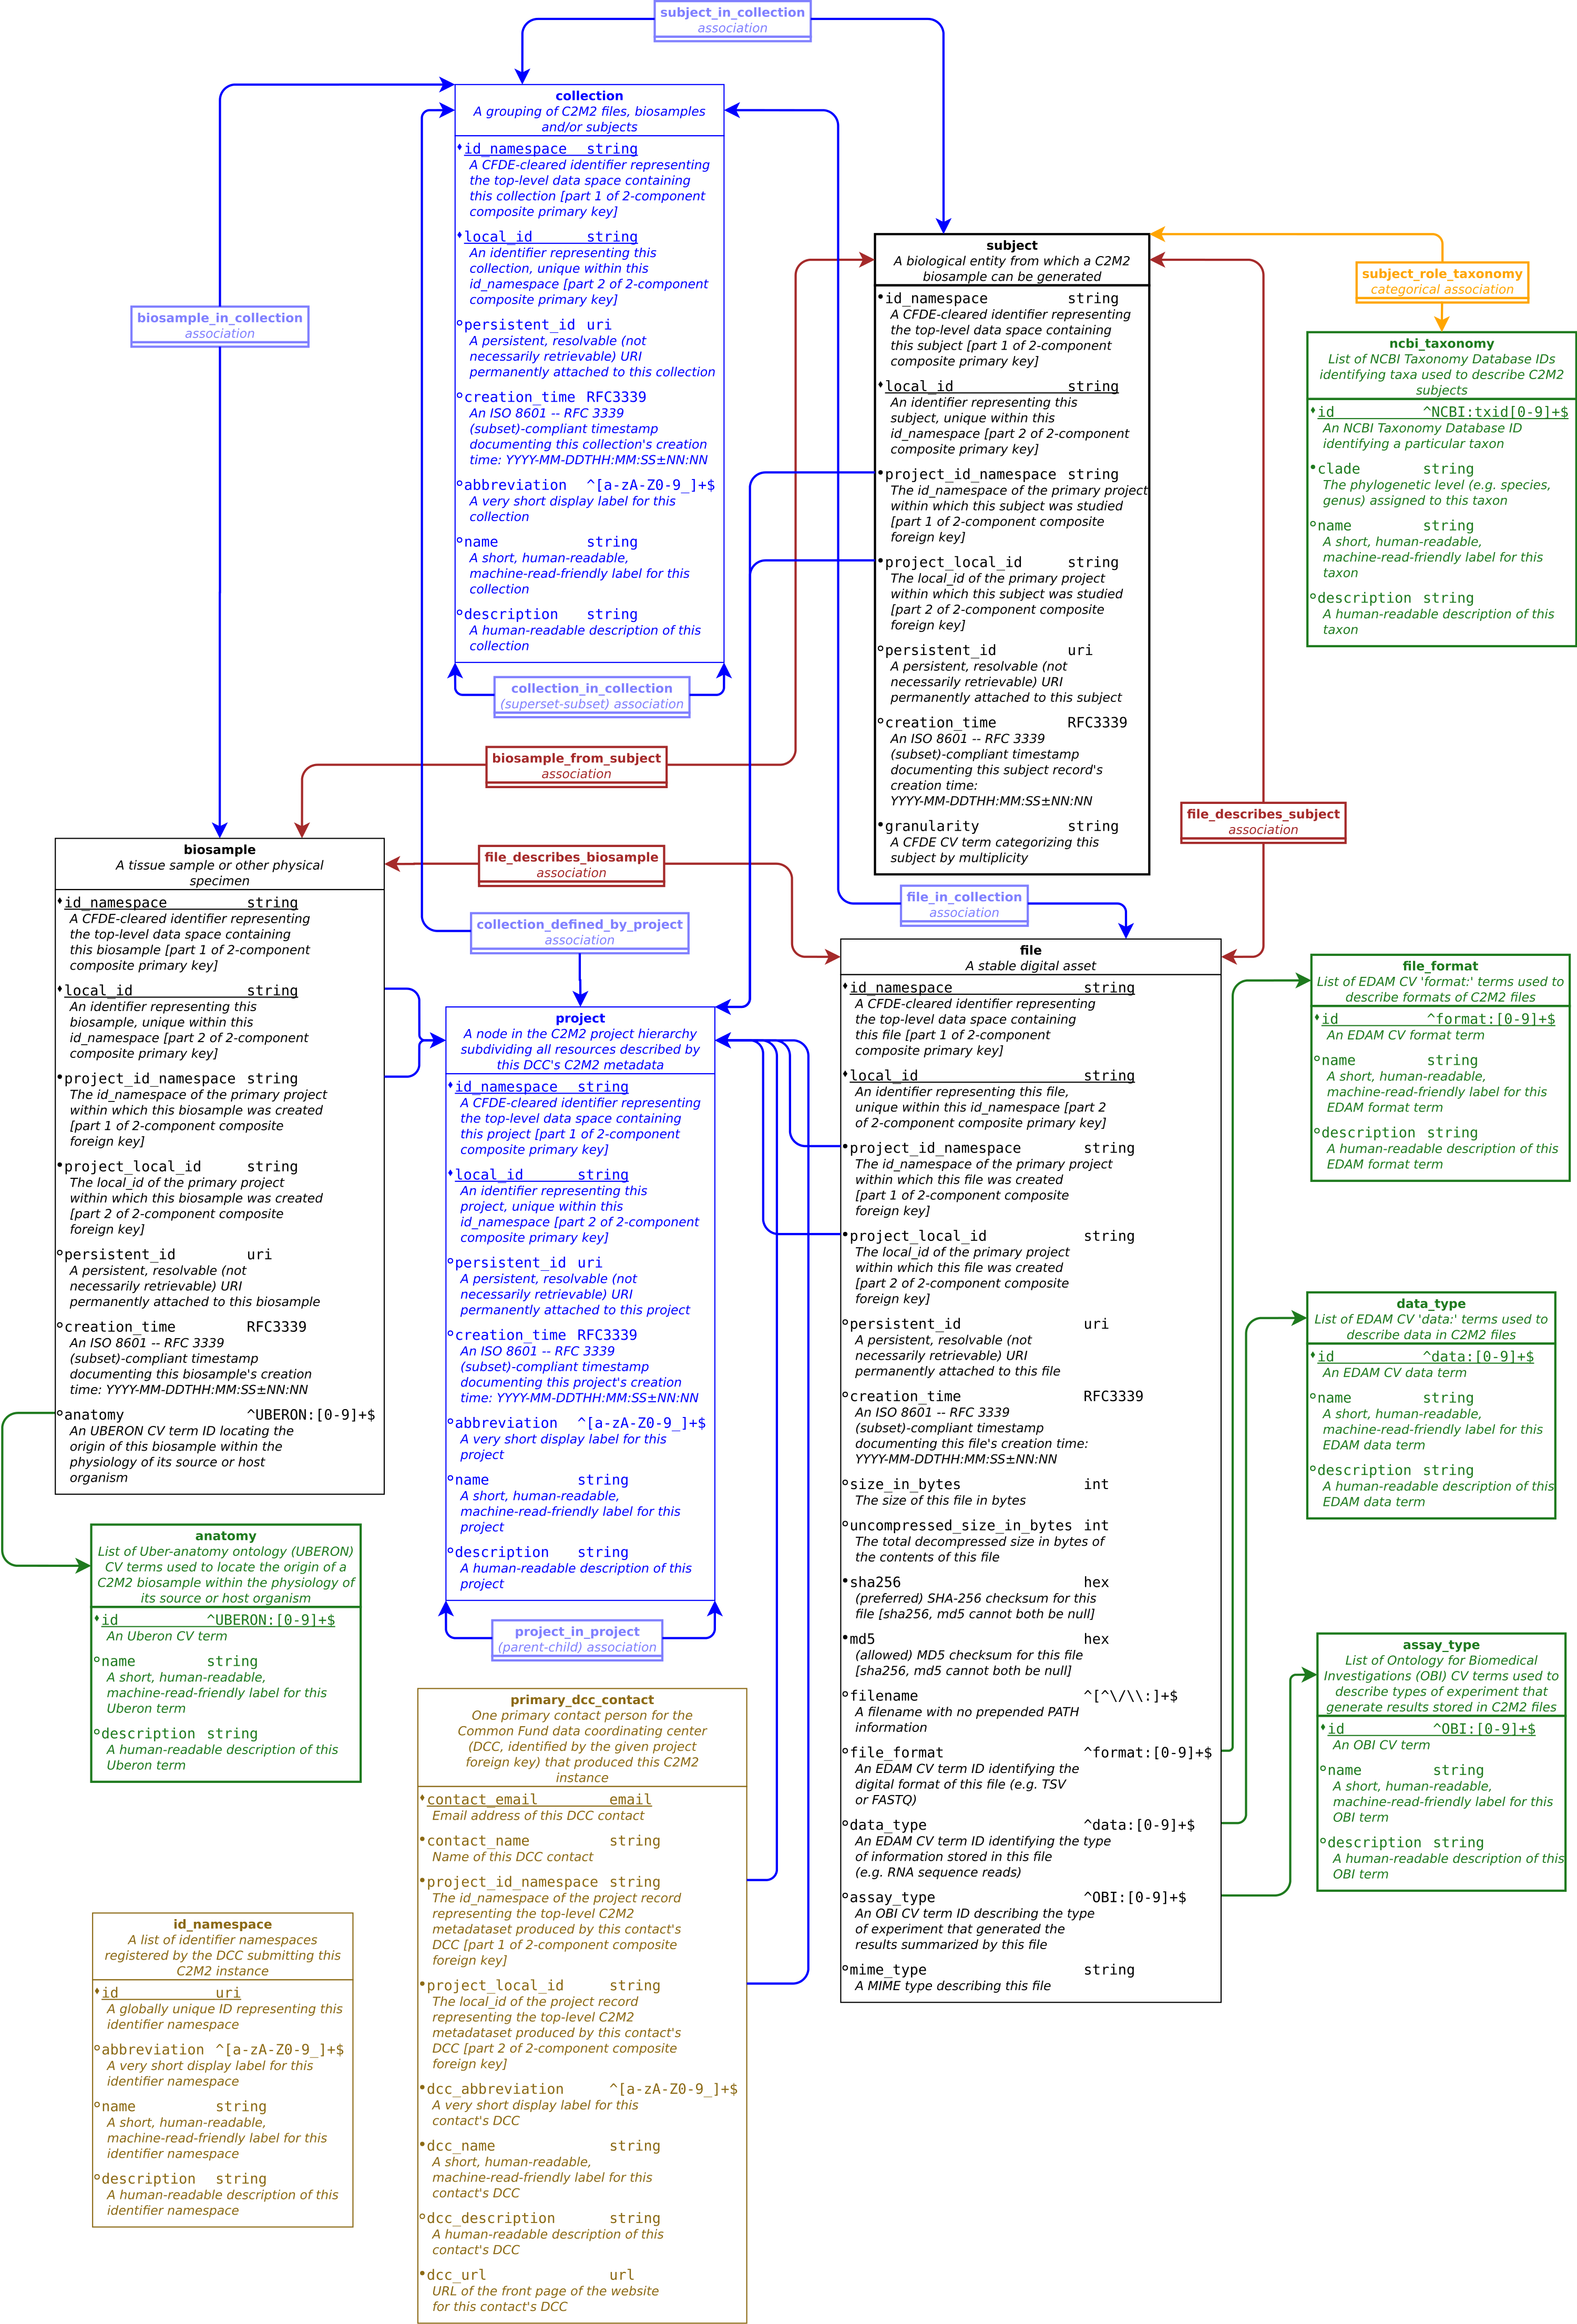 subject_in_collection
association
collection
A grouping of C2M2 files, biosamples
and/or subjects
id_namespace string
A CFDE-cleared identifier representing
the top-level data space containing
this collection [part 1 of 2-component
composite primary key]
local_id string
An identifier representing this
collection, unique within this
id_namespace [part 2 of 2-component
composite primary key]
persistent_id uri
A persistent, resolvable (not
necessarily retrievable) URI
permanently attached to this collection
creation_time RFC3339
An ISO 8601 -- RFC 3339
(subset)-compliant timestamp
documenting this collection's creation
time: YYYY-MM-DDTHH:MM:SS±NN:NN
abbreviation ^[a-zA-Z0-9_]+$
A very short display label for this
collection
name string
A short, human-readable,
machine-read-friendly label for this
collection
description string
A human-readable description of this
collection
collection_in_collection
(superset-subset) association
biosample_in_collection
association
subject
A biological entity from which a C2M2
biosample can be generated
id_namespace string
A CFDE-cleared identifier representing
the top-level data space containing
this subject [part 1 of 2-component
composite primary key]
local_id string
An identifier representing this
subject, unique within this
id_namespace [part 2 of 2-component
composite primary key]
project_id_namespace string
The id_namespace of the primary project
within which this subject was studied
[part 1 of 2-component composite
foreign key]
project_local_id string
The local_id of the primary project
within which this subject was studied
[part 2 of 2-component composite
foreign key]
persistent_id uri
A persistent, resolvable (not
necessarily retrievable) URI
permanently attached to this subject
creation_time RFC3339
An ISO 8601 -- RFC 3339
(subset)-compliant timestamp
documenting this subject record's
creation time:
YYYY-MM-DDTHH:MM:SS±NN:NN
granularity string
A CFDE CV term categorizing this
subject by multiplicity
subject_role_taxonomy
categorical association
ncbi_taxonomy
List of NCBI Taxonomy Database IDs
identifying taxa used to describe C2M2
subjects
id ^NCBI:txid[0-9]+$
An NCBI Taxonomy Database ID
identifying a particular taxon
clade string
The phylogenetic level (e.g. species,
genus) assigned to this taxon
name string
A short, human-readable,
machine-read-friendly label for this
taxon
description string
A human-readable description of this
taxon
biosample_from_subject
association
file_describes_subject
association
file_describes_biosample
association
file_in_collection
association
collection_defined_by_project
association
biosample
A tissue sample or other physical
specimen
id_namespace string
A CFDE-cleared identifier representing
the top-level data space containing
this biosample [part 1 of 2-component
composite primary key]
local_id string
An identifier representing this
biosample, unique within this
id_namespace [part 2 of 2-component
composite primary key]
project_id_namespace string
The id_namespace of the primary project
within which this biosample was created
[part 1 of 2-component composite
foreign key]
project_local_id string
The local_id of the primary project
within which this biosample was created
[part 2 of 2-component composite
foreign key]
persistent_id uri
A persistent, resolvable (not
necessarily retrievable) URI
permanently attached to this biosample
creation_time RFC3339
An ISO 8601 -- RFC 3339
(subset)-compliant timestamp
documenting this biosample's creation
time: YYYY-MM-DDTHH:MM:SS±NN:NN
anatomy ^UBERON:[0-9]+$
An UBERON CV term ID locating the
origin of this biosample within the
physiology of its source or host
organism
project
A node in the C2M2 project hierarchy
subdividing all resources described by
this DCC's C2M2 metadata
id_namespace string
A CFDE-cleared identifier representing
the top-level data space containing
this project [part 1 of 2-component
composite primary key]
local_id string
An identifier representing this
project, unique within this
id_namespace [part 2 of 2-component
composite primary key]
persistent_id uri
A persistent, resolvable (not
necessarily retrievable) URI
permanently attached to this project
creation_time RFC3339
An ISO 8601 -- RFC 3339
(subset)-compliant timestamp
documenting this project's creation
time: YYYY-MM-DDTHH:MM:SS±NN:NN
abbreviation ^[a-zA-Z0-9_]+$
A very short display label for this
project
name string
A short, human-readable,
machine-read-friendly label for this
project
description string
A human-readable description of this
project
project_in_project
(parent-child) association
file
A stable digital asset
id_namespace string
A CFDE-cleared identifier representing
the top-level data space containing
this file [part 1 of 2-component
composite primary key]
local_id string
An identifier representing this file,
unique within this id_namespace [part 2
of 2-component composite primary key]
project_id_namespace string
The id_namespace of the primary project
within which this file was created
[part 1 of 2-component composite
foreign key]
project_local_id string
The local_id of the primary project
within which this file was created
[part 2 of 2-component composite
foreign key]
persistent_id uri
A persistent, resolvable (not
necessarily retrievable) URI
permanently attached to this file
creation_time RFC3339
An ISO 8601 -- RFC 3339
(subset)-compliant timestamp
documenting this file's creation time:
YYYY-MM-DDTHH:MM:SS±NN:NN
size_in_bytes int
The size of this file in bytes
uncompressed_size_in_bytes int
The total decompressed size in bytes of
the contents of this file
sha256 hex
(preferred) SHA-256 checksum for this
file [sha256, md5 cannot both be null]
md5 hex
(allowed) MD5 checksum for this file
[sha256, md5 cannot both be null]
filename ^[^\/\\:]+$
A filename with no prepended PATH
information
file_format ^format:[0-9]+$
An EDAM CV term ID identifying the
digital format of this file (e.g. TSV
or FASTQ)
data_type ^data:[0-9]+$
An EDAM CV term ID identifying the type
of information stored in this file
(e.g. RNA sequence reads)
assay_type ^OBI:[0-9]+$
An OBI CV term ID describing the type
of experiment that generated the
results summarized by this file
mime_type string
A MIME type describing this file
file_format
List of EDAM CV 'format:' terms used to
describe formats of C2M2 files
id ^format:[0-9]+$
An EDAM CV format term
name string
A short, human-readable,
machine-read-friendly label for this
EDAM format term
description string
A human-readable description of this
EDAM format term
data_type
List of EDAM CV 'data:' terms used to
describe data in C2M2 files
id ^data:[0-9]+$
An EDAM CV data term
name string
A short, human-readable,
machine-read-friendly label for this
EDAM data term
description string
A human-readable description of this
EDAM data term
assay_type
List of Ontology for Biomedical
Investigations (OBI) CV terms used to
describe types of experiment that
generate results stored in C2M2 files
id ^OBI:[0-9]+$
An OBI CV term
name string
A short, human-readable,
machine-read-friendly label for this
OBI term
description string
A human-readable description of this
OBI term
anatomy
List of Uber-anatomy ontology (UBERON)
CV terms used to locate the origin of a
C2M2 biosample within the physiology of
its source or host organism
id ^UBERON:[0-9]+$
An Uberon CV term
name string
A short, human-readable,
machine-read-friendly label for this
Uberon term
description string
A human-readable description of this
Uberon term
primary_dcc_contact
One primary contact person for the
Common Fund data coordinating center
(DCC, identified by the given project
foreign key) that produced this C2M2
instance
contact_email email
Email address of this DCC contact
contact_name string
Name of this DCC contact
project_id_namespace string
The id_namespace of the project record
representing the top-level C2M2
metadataset produced by this contact's
DCC [part 1 of 2-component composite
foreign key]
project_local_id string
The local_id of the project record
representing the top-level C2M2
metadataset produced by this contact's
DCC [part 2 of 2-component composite
foreign key]
dcc_abbreviation ^[a-zA-Z0-9_]+$
A very short display label for this
contact's DCC
dcc_name string
A short, human-readable,
machine-read-friendly label for this
contact's DCC
dcc_description string
A human-readable description of this
contact's DCC
dcc_url url
URL of the front page of the website
for this contact's DCC
id_namespace
A list of identifier namespaces
registered by the DCC submitting this
C2M2 instance
id uri
A globally unique ID representing this
identifier namespace
abbreviation ^[a-zA-Z0-9_]+$
A very short display label for this
identifier namespace
name string
A short, human-readable,
machine-read-friendly label for this
identifier namespace
description string
A human-readable description of this
identifier namespace